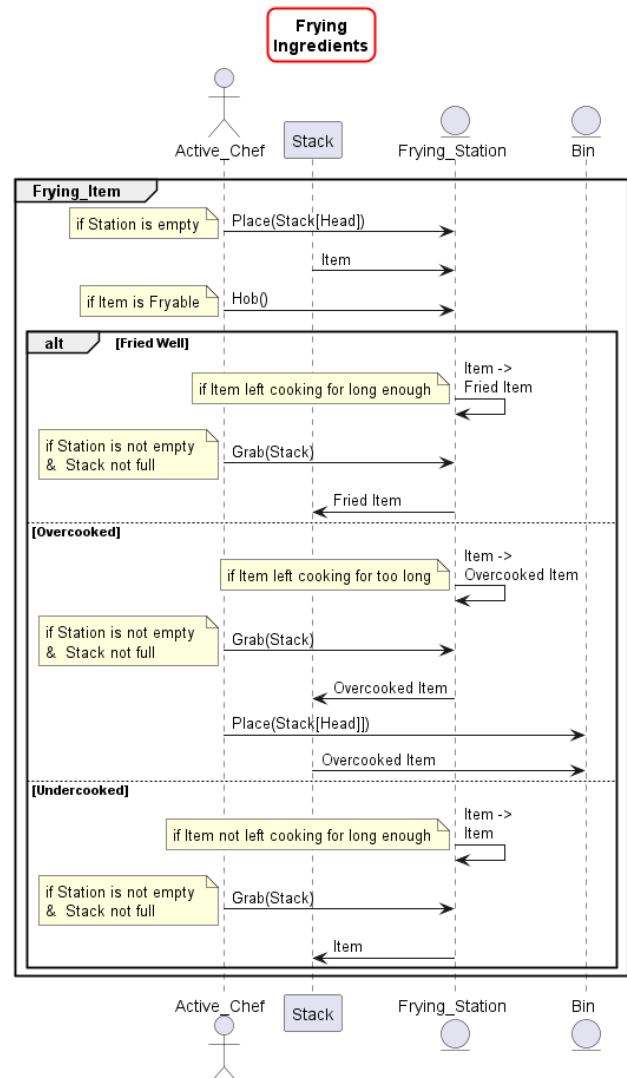 Frying
Ingredients
Active_Chef
Stack
Frying_Station
Bin
Frying_Item
if Station is empty
Place(Stack[Head])
Item
if Item is Fryable
Hob()
alt
[Fried Well]
if Item left cooking for long enough
Item ->
Fried Item
if Station is not empty
& Stack not full
Grab(Stack)
Fried Item
[Overcooked]
if Item left cooking for too long
Item ->
Overcooked Item
if Station is not empty
& Stack not full
Grab(Stack)
Overcooked Item
Place(Stack[Head]])
Overcooked Item
[Undercooked]
if Item not left cooking for long enough
Item ->
Item
if Station is not empty
& Stack not full
Grab(Stack)
Item
Active_Chef
Stack
Frying_Station
Bin